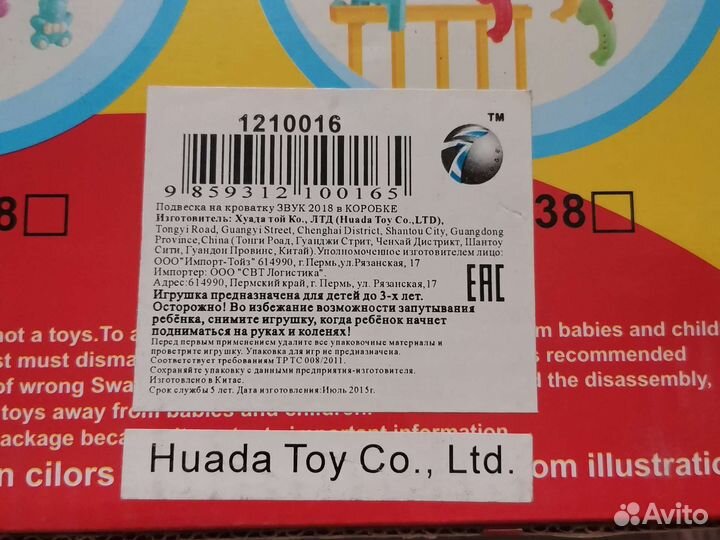 1210016
TM
9 859312 100165
Подвеска на кроватку ЗВУК 2018 в КОРОБКЕ
Изготовитель: Хуада той Ко., ЛТД (Huada Toy Co.,LTD),
Tongyi Road, Guangyi Street, Chenghai District, Shantou City, Guangdong
Province,China (Тонги Роад, Гуанджи Стрит, Ченхай Дистрикт, Шантоу
Сити, Гуандон Провинс, Китай).Уполномоченное изготовителем лицо:
ООО"Импорт-Тойз" 614990, г.Пермь,ул.Рязанская, 17
Импортер: ООО "СВТ Логистика".
Адрес:614990, Пермский край, г. Пермь, ул. Рязанская,17
EAC
Игрушка предназначена для детей до 3-х лет.
Осторожно! Во избежание возможности запутывания
ребёнка, снимите игрушку, когда ребёнок начнет
подниматься на руках и коленях!
Перед первым применением удалите все упаковочные материалы и
проветрите игрушку. Упаковка для игр не предназначена.
Соответствует требованиям ТР ТС 008/2011.
Сохраняйте упаковку с данными предприятия-изготовителя.
Изготовлено в Китае.
Срок службы 5 лет. Дата изготовления:Июль 2015г.
8
38
not a toys.To a
om babies and child
st must disma
is recommended
of wrong Swa
d the disassembly,
toys away from babies and children.
package beca
important information
n cilors
om illustratio
Huada Toy Co., Ltd.
Avito